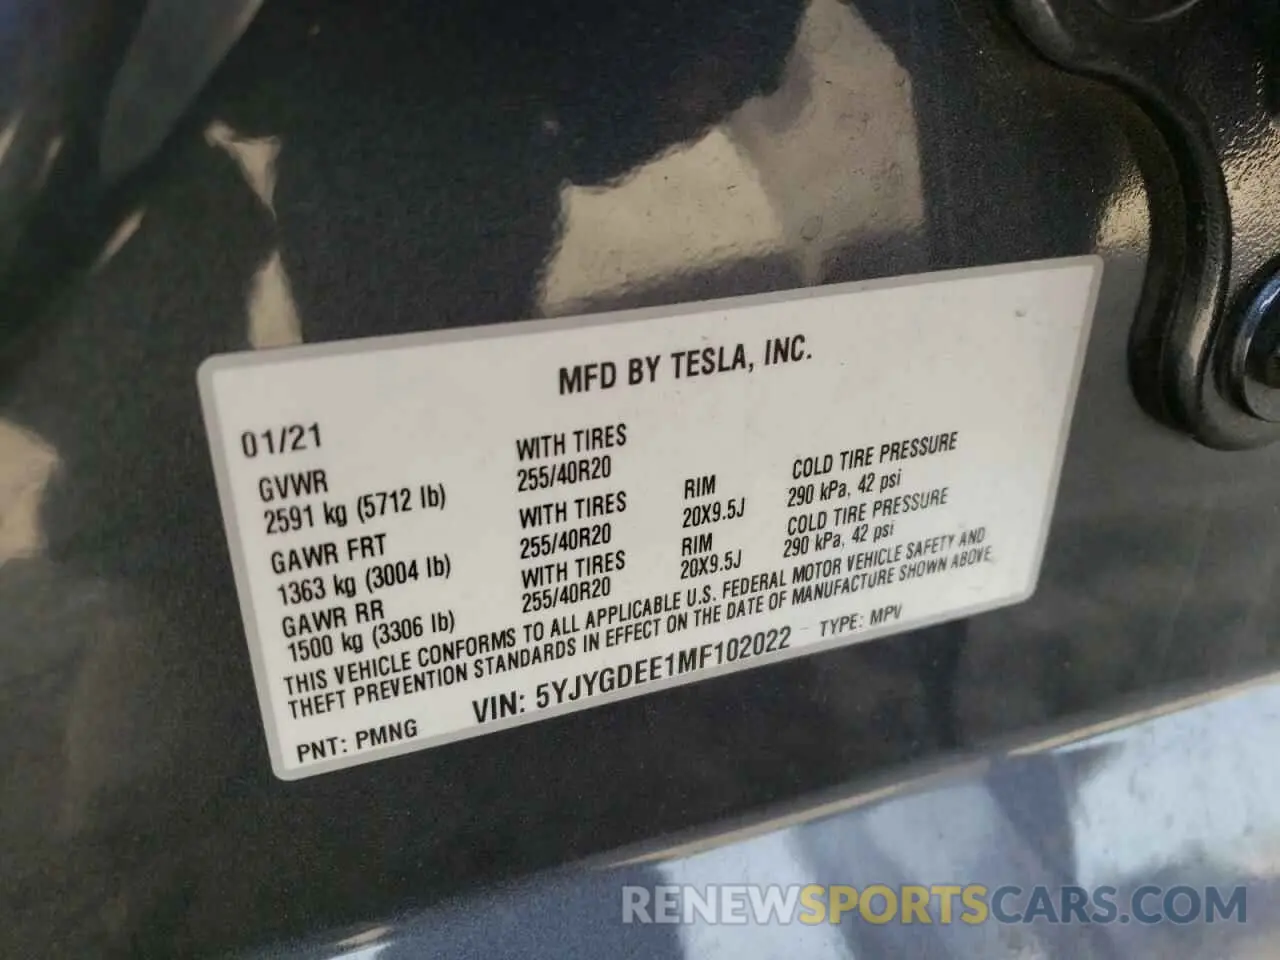 MFD BY TESLA, INC.
01/21
GVWR WITH TIRES
2591 kg (5712 lb) 255/40R20
GAWR FRT WITH TIRES RIM COLD TIRE PRESSURE
1363 kg (3004 lb) 255/40R20 20X9.5J 290 kPa, 42 psi
GAWR RR WITH TIRES RIM COLD TIRE PRESSURE
1500 kg (3306 lb) 255/40R20 20X9.5J 290 kPa, 42 psi
THIS VEHICLE CONFORMS TO ALL APPLICABLE U.S. FEDERAL MOTOR VEHICLE SAFETY AND
THEFT PREVENTION STANDARDS IN EFFECT ON THE DATE OF MANUFACTURE SHOWN ABOVE
PNT: PMNG VIN: 5YJYGDEE1MF102022 TYPE: MPV
RENEWSPORTSCARS.COM